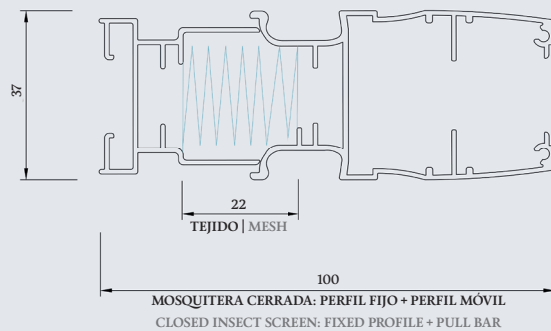 37
22
TEJIDO | MESH
100
MOSQUITERA CERRADA: PERFIL FIJO + PERFIL MÓVIL
CLOSED INSECT SCREEN: FIXED PROFILE + PULL BAR